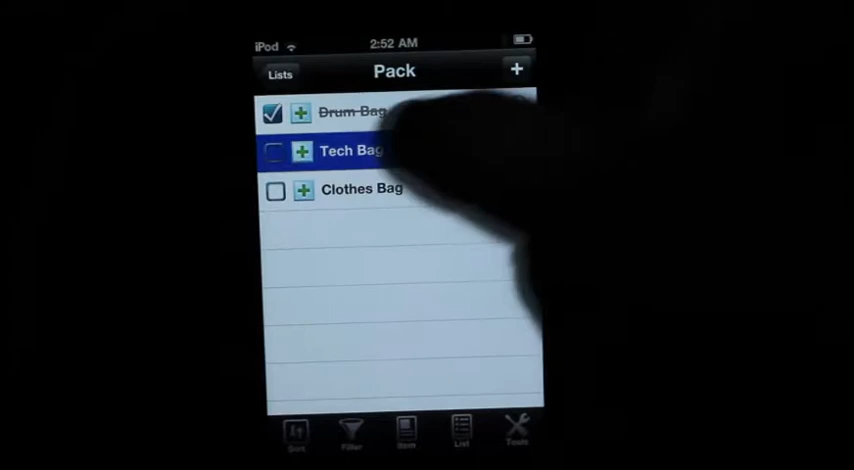 iPod 2:52 AM
Lists Pack +
Drum Bag
Tech Bag
Clothes Bag
Sort Filter Item List Tools